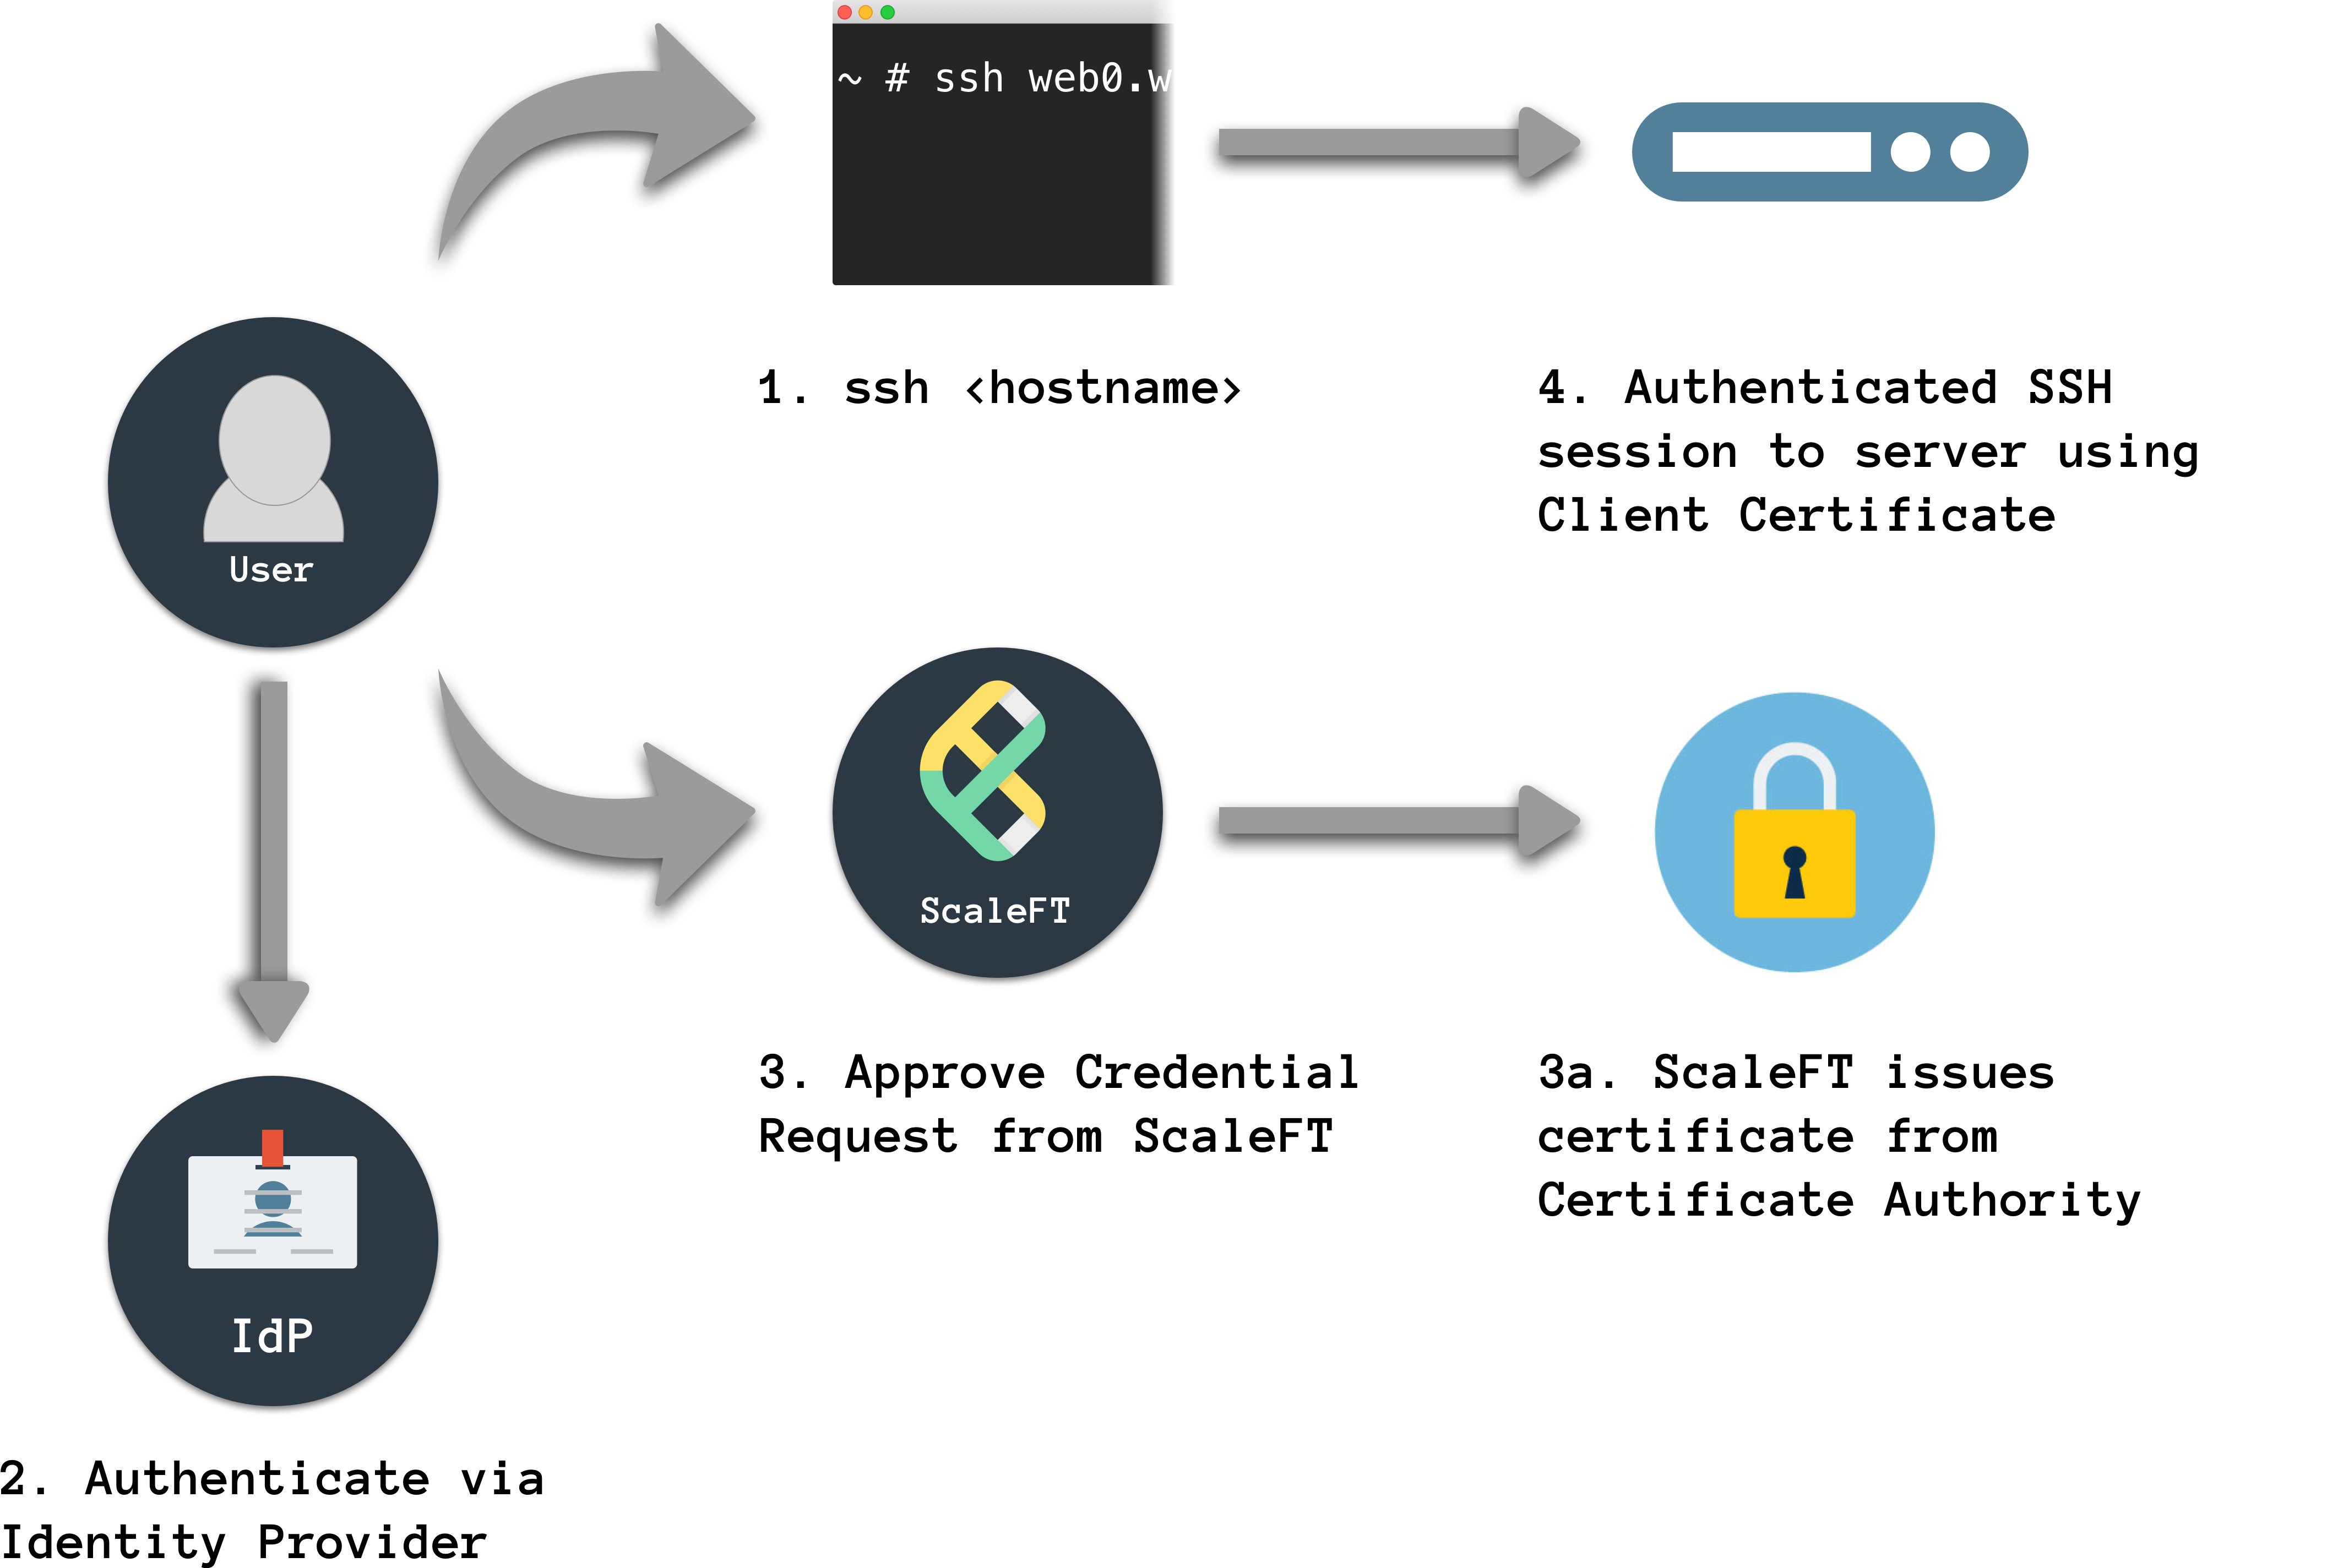 ~ # ssh web0.w
1. ssh <hostname>
4. Authenticated SSH
session to server using
Client Certificate
User
ScaleFT
3. Approve Credential
Request from ScaleFT
3a. ScaleFT issues
certificate from
Certificate Authority
IdP
2. Authenticate via
Identity Provider